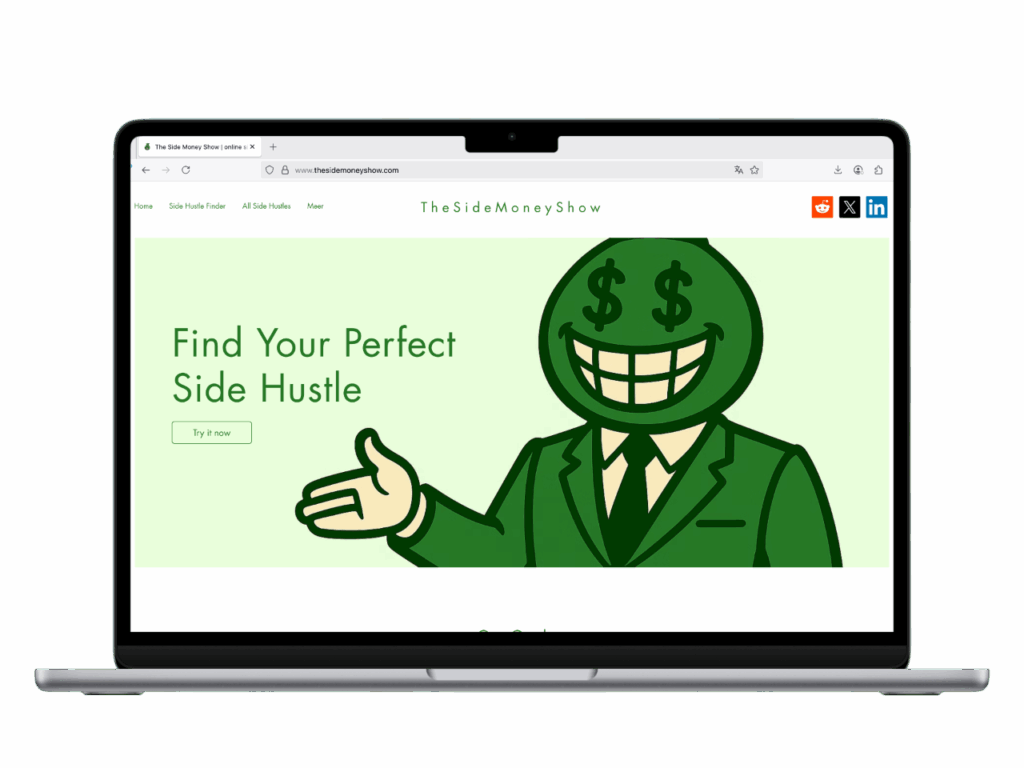 The Side Money Show | online s
www.thesidemoneyshow.com
Home Side Hustle Finder All Side Hustles Meer
TheSideMoneyShow
Find Your Perfect
Side Hustle
Try it now